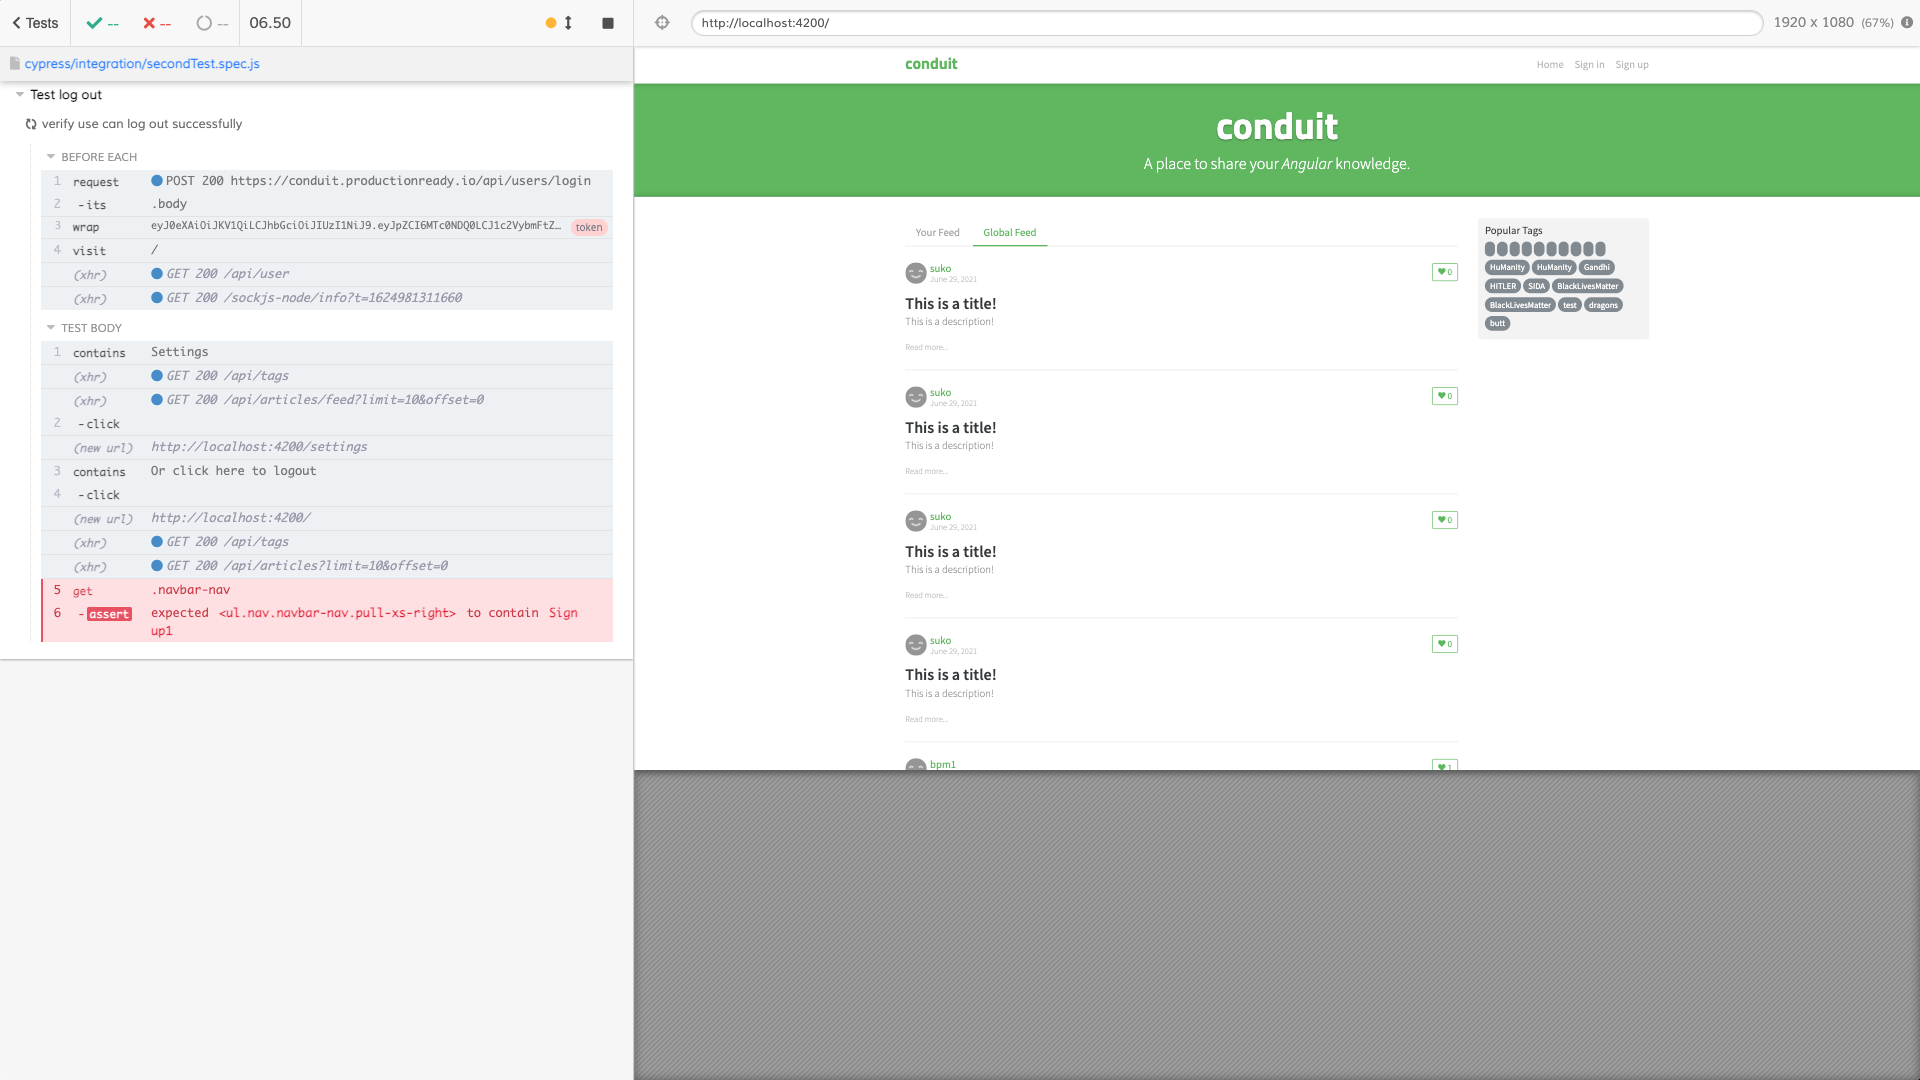 Tests -- -- -- 06.50
cypress/integration/secondTest.spec.js
Test log out
verify use can log out successfully
BEFORE EACH
1 request POST 200 https://conduit.productionready.io/api/users/login
2 -its .body
3 wrap eyJ0eXAiOiJKV1QiLCJhbGciOiJIUzI1NiJ9.eyJpZCI6MTc0NDQ0LCJ1c2VybmFtZ… token
4 visit /
(xhr) GET 200 /api/user
(xhr) GET 200 /sockjs-node/info?t=1624981311660
TEST BODY
1 contains Settings
(xhr) GET 200 /api/tags
(xhr) GET 200 /api/articles/feed?limit=10&offset=0
2 -click
(new url) http://localhost:4200/settings
3 contains Or click here to logout
4 -click
(new url) http://localhost:4200/
(xhr) GET 200 /api/tags
(xhr) GET 200 /api/articles?limit=10&offset=0
5 get .navbar-nav
6 -assert expected <ul.nav.navbar-nav.pull-xs-right> to contain Sign
up1
http://localhost:4200/ 1920 x 1080 (67%)
conduit Home Sign in Sign up
conduit
A place to share your Angular knowledge.
Your Feed Global Feed
suko
June 29, 2021
0
This is a title!
This is a description!
Read more...
suko
June 29, 2021
0
This is a title!
This is a description!
Read more...
suko
June 29, 2021
0
This is a title!
This is a description!
Read more...
suko
June 29, 2021
0
This is a title!
This is a description!
Read more...
bpm1
1
Popular Tags
HuManity HuManity Gandhi
HITLER SIDA BlackLivesMatter
BlackLivesMatter test dragons
butt